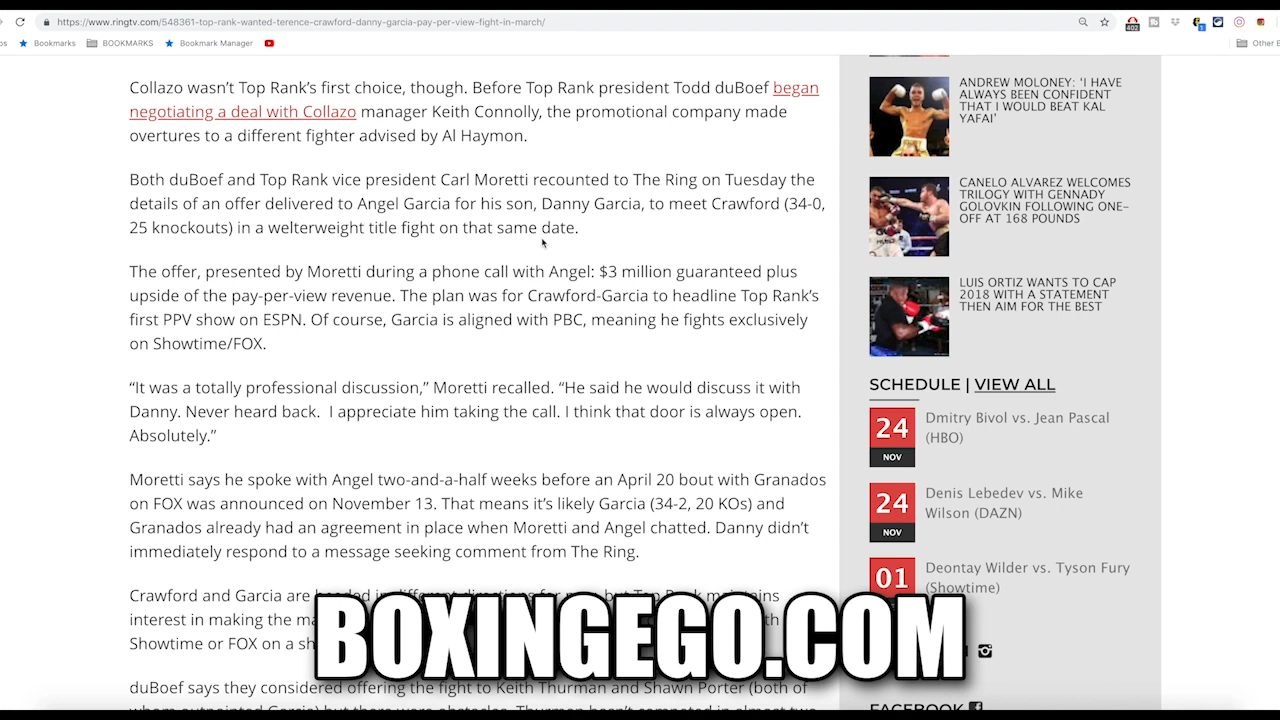 https://www.ringtv.com/548361-top-rank-wanted-terence-crawford-danny-garcia-pay-per-view-fight-in-march/
Bookmarks
BOOKMARKS
Bookmark Manager
Other
Collazo wasn't Top Rank's first choice, though. Before Top Rank president Todd duBoef began
negotiating a deal with Collazo manager Keith Connolly, the promotional company made
overtures to a different fighter advised by Al Haymon.
Both duBoef and Top Rank vice president Carl Moretti recounted to The Ring on Tuesday the
details of an offer delivered to Angel Garcia for his son, Danny Garcia, to meet Crawford (34-0,
25 knockouts) in a welterweight title fight on that same date.
The offer, presented by Moretti during a phone call with Angel: $3 million guaranteed plus
upside of the pay-per-view revenue. The plan was for Crawford-Garcia to headline Top Rank's
first PPV show on ESPN. Of course, Garcia is aligned with PBC, meaning he fights exclusively
on Showtime/FOX.
“It was a totally professional discussion,” Moretti recalled. “He said he would discuss it with
Danny. Never heard back. I appreciate him taking the call. I think that door is always open.
Absolutely.”
Moretti says he spoke with Angel two-and-a-half weeks before an April 20 bout with Granados
on FOX was announced on November 13. That means it's likely Garcia (34-2, 20 KOs) and
Granados already had an agreement in place when Moretti and Angel chatted. Danny didn't
immediately respond to a message seeking comment from The Ring.
Crawford and Garcia are headed in different directions for now, but Top Rank maintains
interest in making the
Showtime or FOX on a
duBoef says they considered offering the fight to Keith Thurman and Shawn Porter (both of
whom outpointed Garcia) but there were obstacles. Thurman hasn't competed in almost two
ANDREW MOLONEY: 'I HAVE
ALWAYS BEEN CONFIDENT
THAT I WOULD BEAT KAL
YAFAI'
CANELO ALVAREZ WELCOMES
TRILOGY WITH GENNADY
GOLOVKIN FOLLOWING ONE-
OFF AT 168 POUNDS
LUIS ORTIZ WANTS TO CAP
2018 WITH A STATEMENT
THEN AIM FOR THE BEST
SCHEDULE | VIEW ALL
24
NOV
Dmitry Bivol vs. Jean Pascal
(HBO)
24
NOV
Denis Lebedev vs. Mike
Wilson (DAZN)
01
Deontay Wilder vs. Tyson Fury
(Showtime)
FACEBOOK
BOXINGEGO.COM